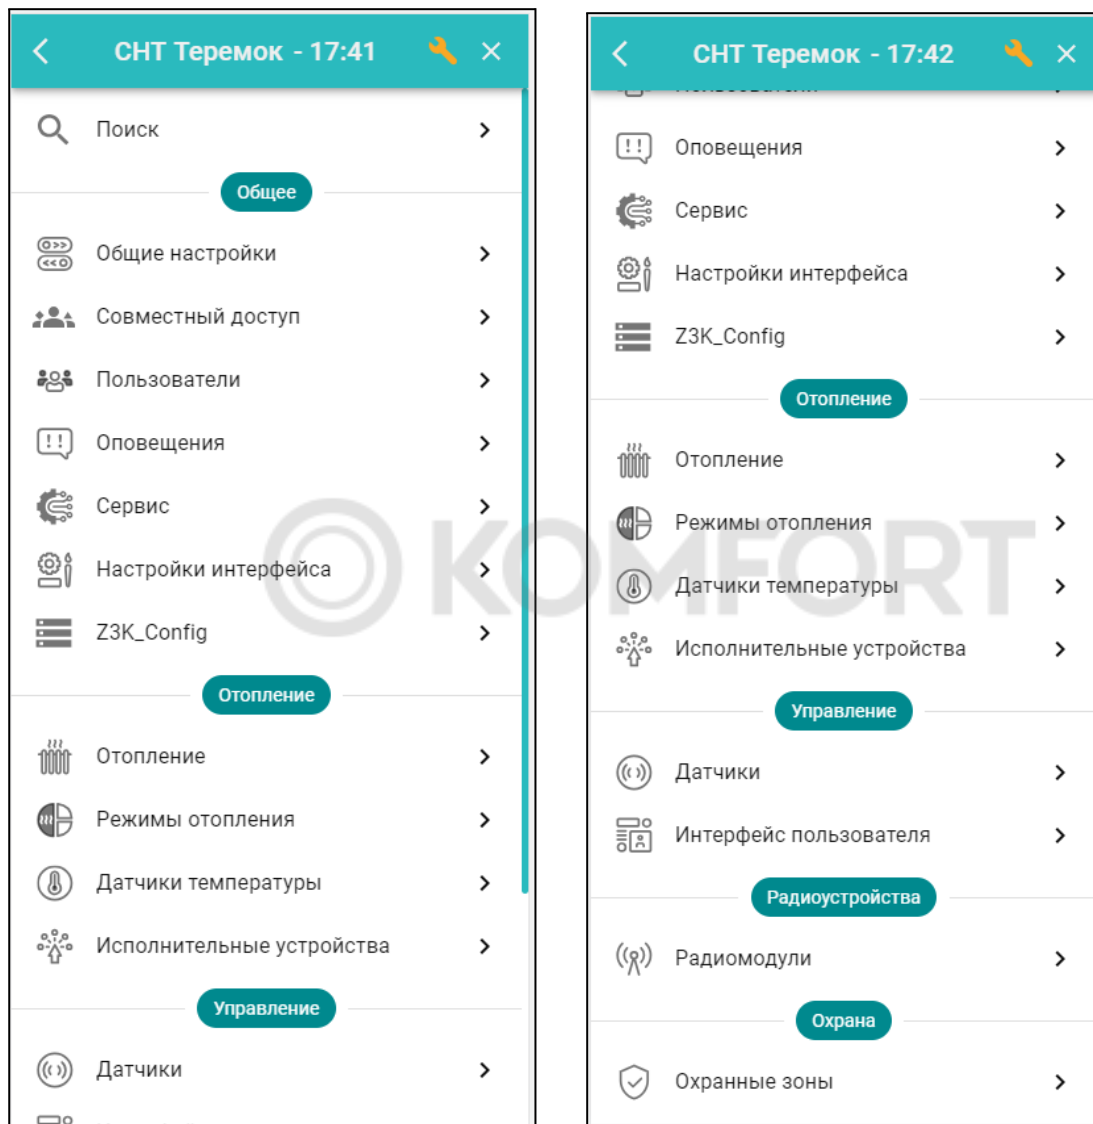 СНТ Теремок - 17:41
Поиск
Общее
Общие настройки
Совместный доступ
Пользователи
Оповещения
Сервис
Настройки интерфейса
Z3K_Config
Отопление
Отопление
Режимы отопления
Датчики температуры
Исполнительные устройства
Управление
Датчики
СНТ Теремок - 17:42
Оповещения
Сервис
Настройки интерфейса
Z3K_Config
Отопление
Отопление
Режимы отопления
Датчики температуры
Исполнительные устройства
Управление
Датчики
Интерфейс пользователя
Радиоустройства
Радиомодули
Охрана
Охранные зоны
KOMFORT